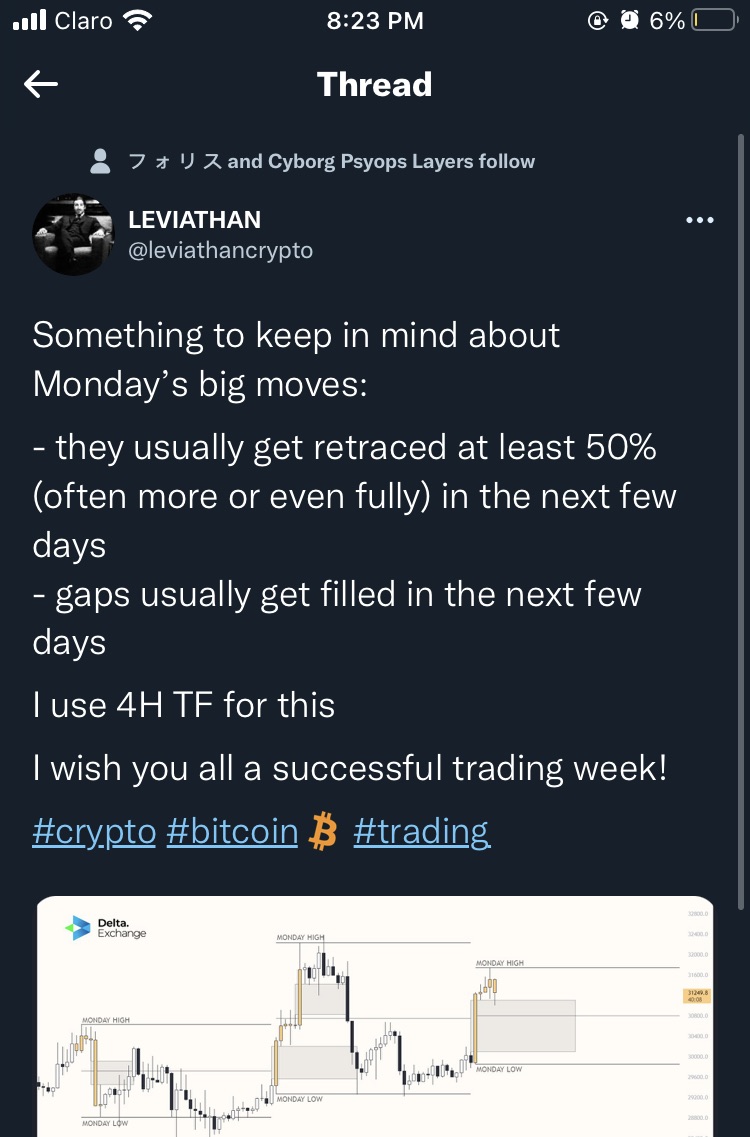 Claro 8:23 PM 6%
Thread
フォリス and Cyborg Psyops Layers follow
LEVIATHAN
@leviathancrypto
Something to keep in mind about
Monday’s big moves:
- they usually get retraced at least 50%
(often more or even fully) in the next few
days
- gaps usually get filled in the next few
days
I use 4H TF for this
I wish you all a successful trading week!
#crypto #bitcoin #trading
Delta.
Exchange
32800.0
MONDAY HIGH
32400.0
32000.0
MONDAY HIGH
31600.0
31249.8
40:08
MONDAY HIGH
30800.0
30400.0
30000.0
MONDAY LOW
29600.0
MONDAY LOW
29200.0
MONDAY LOW
28800.0